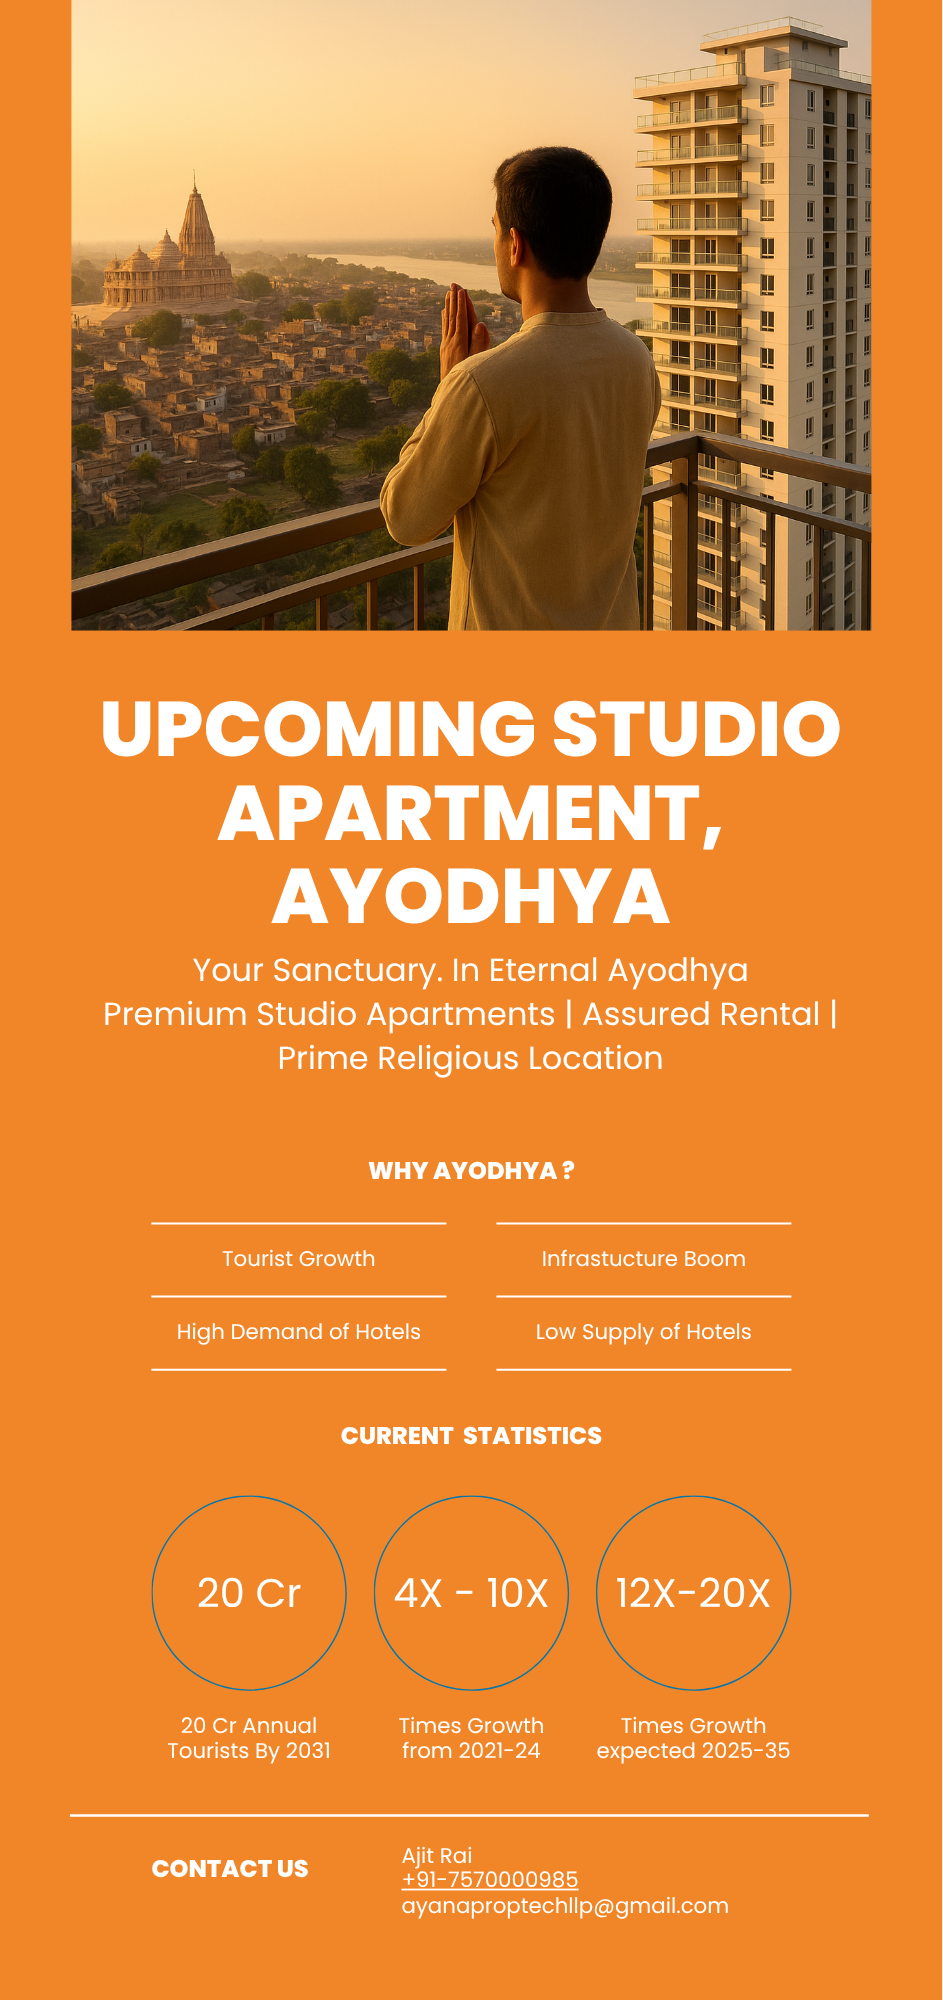 UPCOMING STUDIO
APARTMENT,
AYODHYA
Your Sanctuary. In Eternal Ayodhya
Premium Studio Apartments | Assured Rental |
Prime Religious Location
WHY AYODHYA ?
Tourist Growth
Infrastucture Boom
High Demand of Hotels
Low Supply of Hotels
CURRENT STATISTICS
20 Cr
4X - 10X
12X-20X
20 Cr Annual
Tourists By 2031
Times Growth
from 2021-24
Times Growth
expected 2025-35
CONTACT US
Ajit Rai
+91-7570000985
ayanaproptechllp@gmail.com